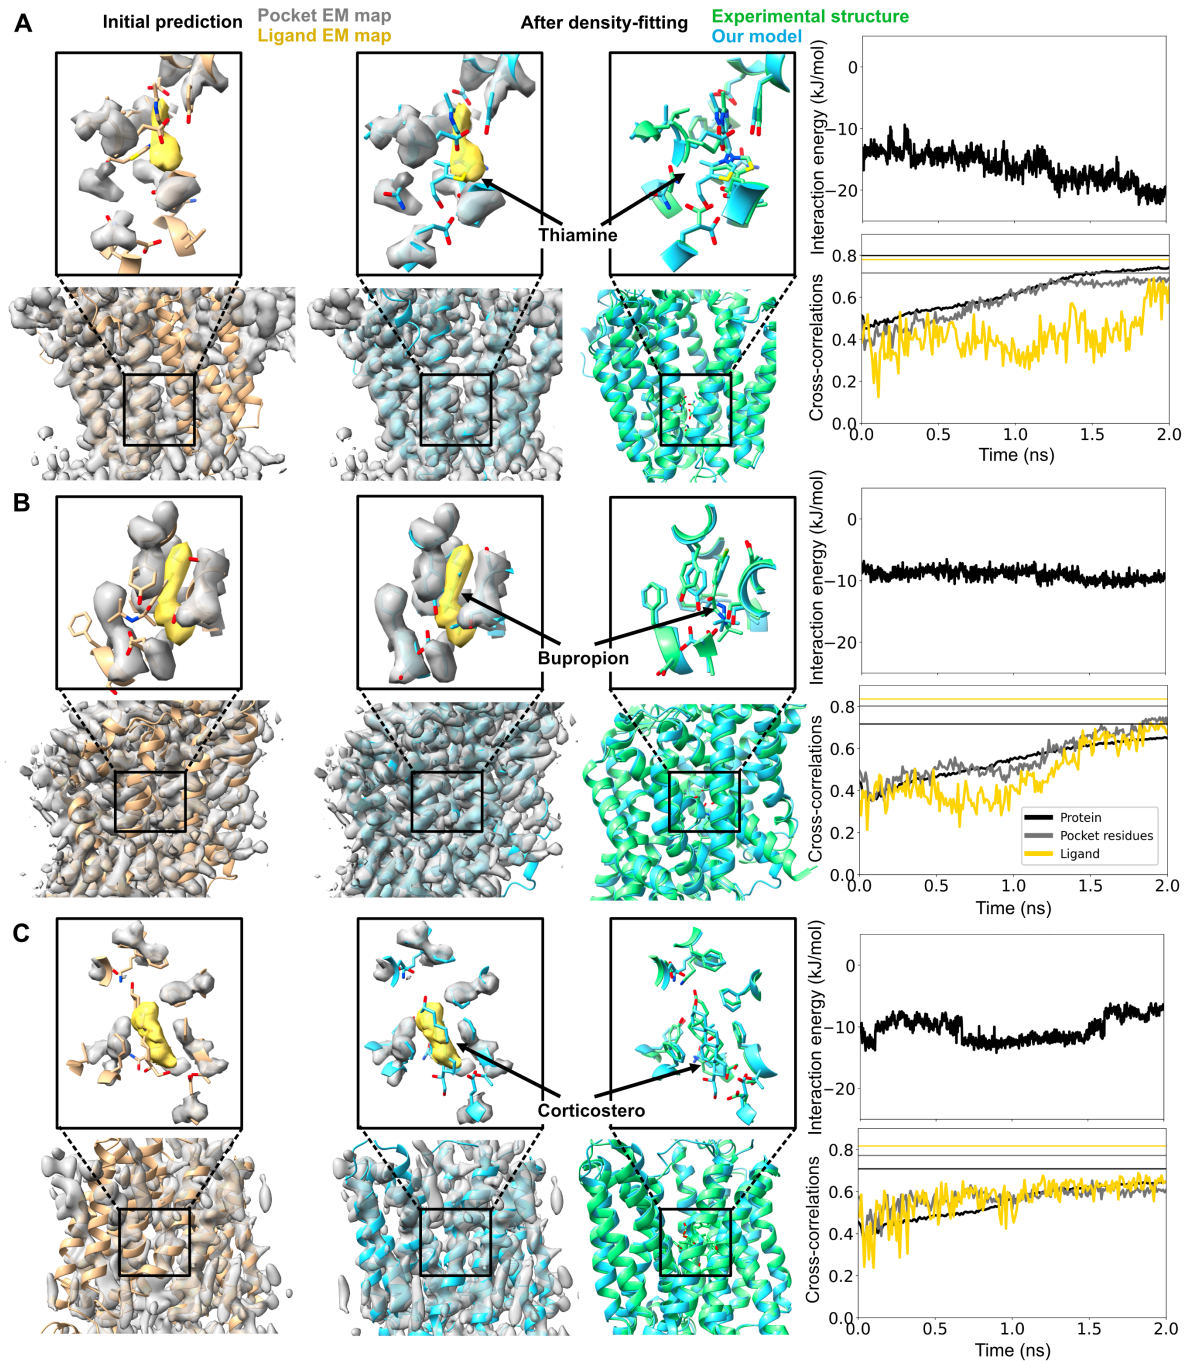 A
Initial prediction
Pocket EM map
Ligand EM map
After density-fitting
Experimental structure
Our model
Thiamine
Interaction energy (kJ/mol)
0
−10
−20
Cross-correlations
0.8
0.6
0.4
0.2
0.0
0.0 0.5 1.0 1.5 2.0
Time (ns)
B
Bupropion
Interaction energy (kJ/mol)
0
−10
−20
Cross-correlations
0.8
0.6
0.4
0.2
0.0
Protein
Pocket residues
Ligand
0.0 0.5 1.0 1.5 2.0
Time (ns)
C
Corticostero
Interaction energy (kJ/mol)
0
−10
−20
Cross-correlations
0.8
0.6
0.4
0.2
0.0
0.0 0.5 1.0 1.5 2.0
Time (ns)